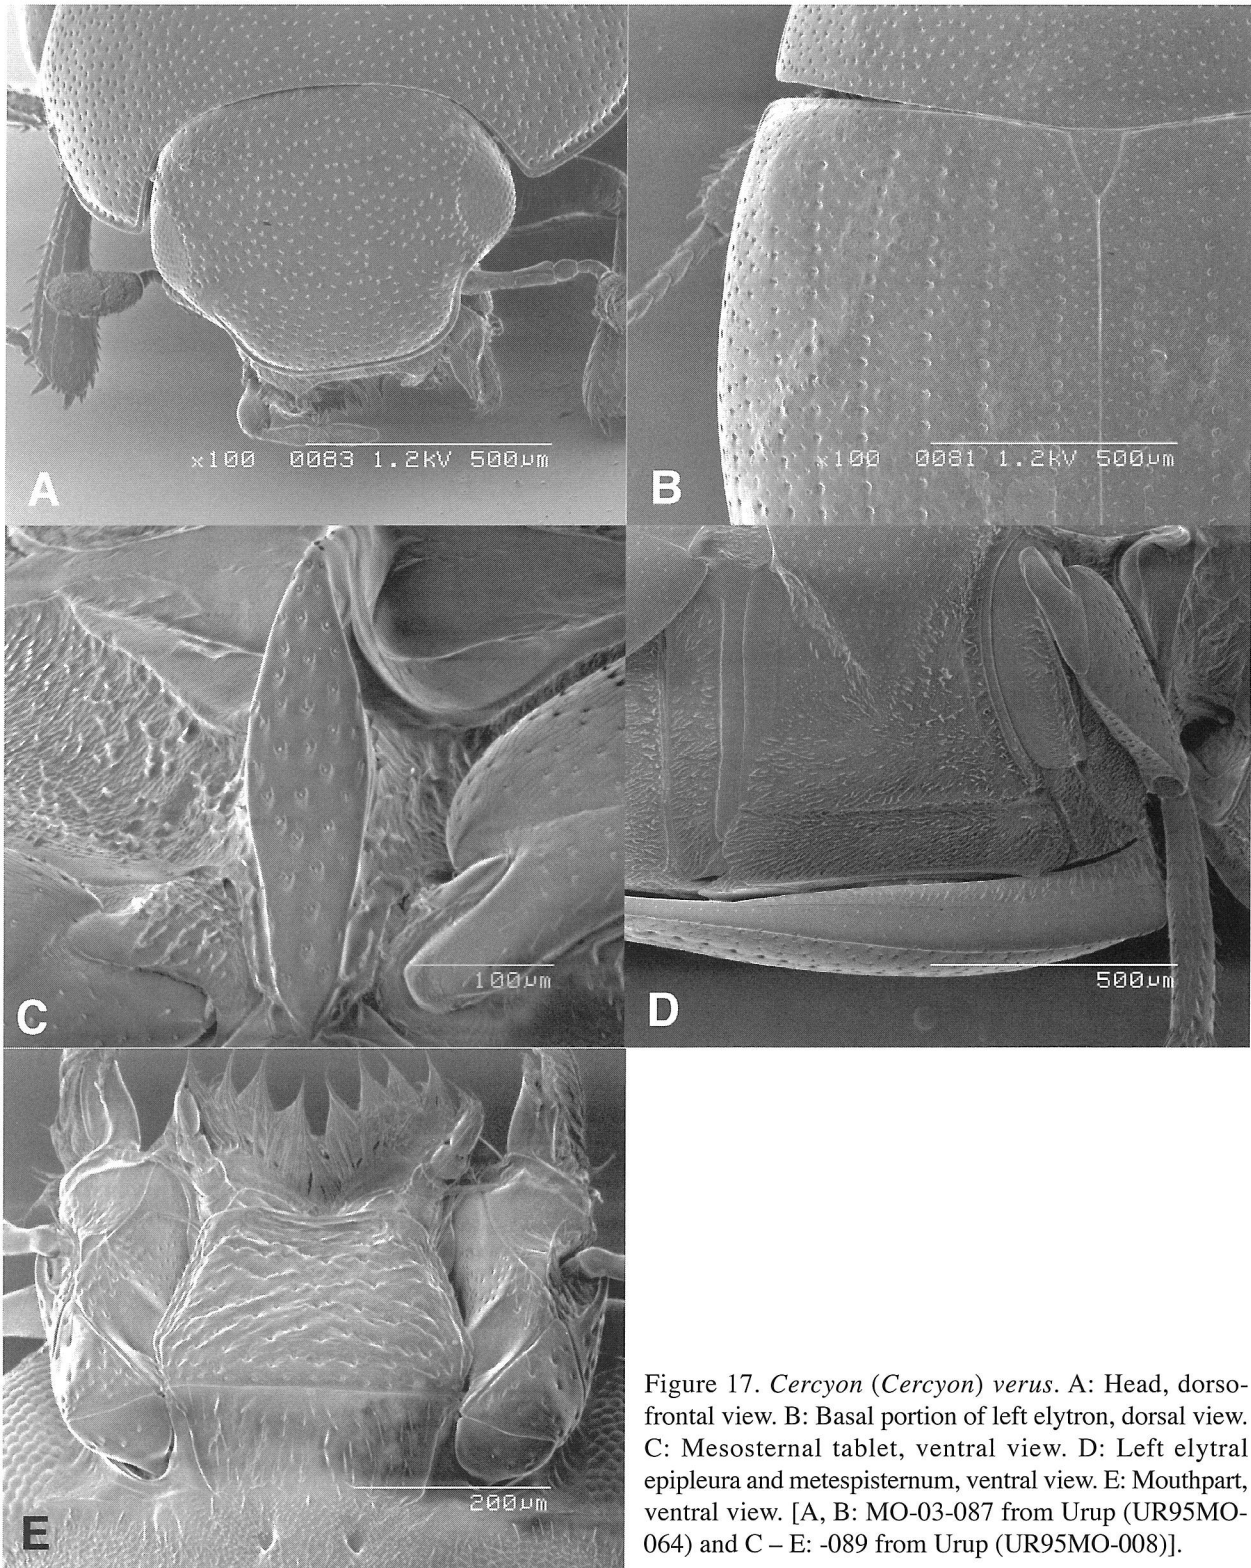 x100 0083 1.2kV 500µm
A
x100 0081 1.2kV 500µm
B
100µm
C
500µm
D
200µm
E
Figure 17. Cercyon (Cercyon) verus. A: Head, dorso-
frontal view. B: Basal portion of left elytron, dorsal view.
C: Mesosternal tablet, ventral view. D: Left elytral
epipleura and metespisternum, ventral view. E: Mouthpart,
ventral view. [A, B: MO-03-087 from Urup (UR95MO-
064) and C – E: -089 from Urup (UR95MO-008)].